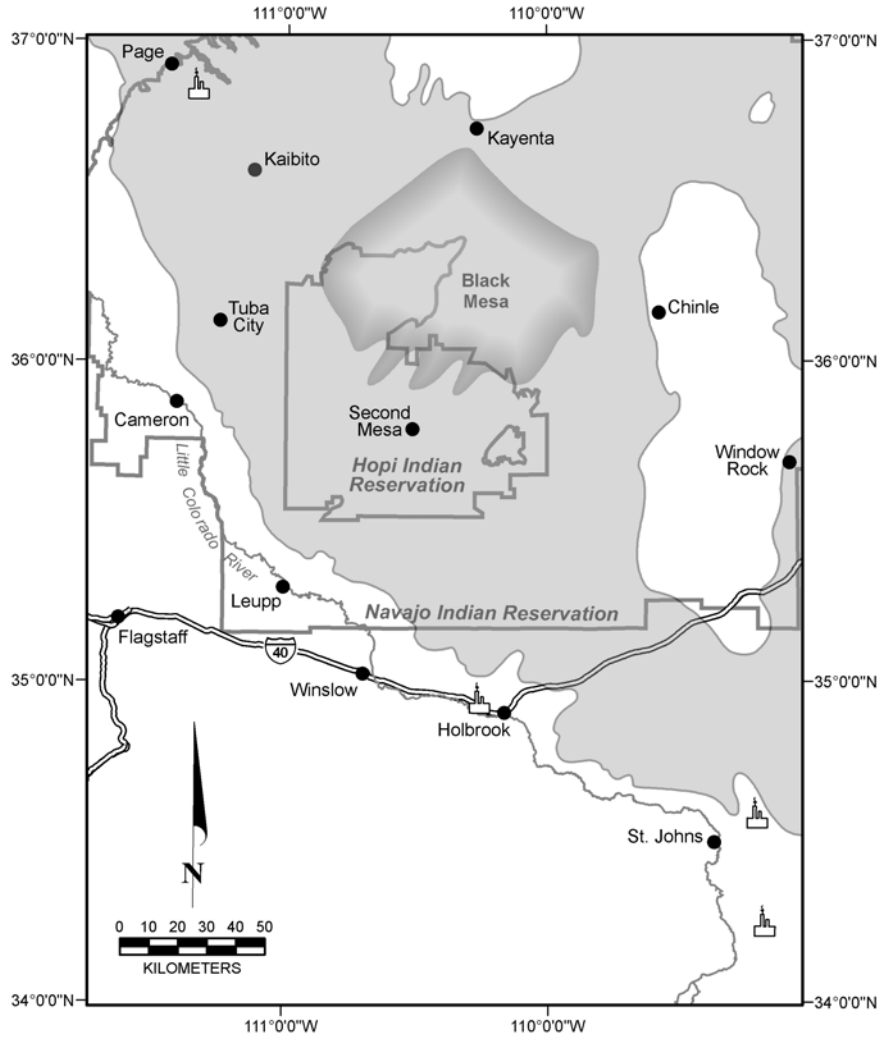 111°0'0"W
110°0'0"W
37°0'0"N
37°0'0"N
Page
Kayenta
Kaibito
Black
Mesa
Tuba
City
Chinle
36°0'0"N
36°0'0"N
Cameron
Second
Mesa
Window
Rock
Hopi Indian
Reservation
Little Colorado River
Leupp
Navajo Indian Reservation
Flagstaff
40
35°0'0"N
35°0'0"N
Winslow
Holbrook
St. Johns
N
0 10 20 30 40 50
KILOMETERS
34°0'0"N
34°0'0"N
111°0'0"W
110°0'0"W